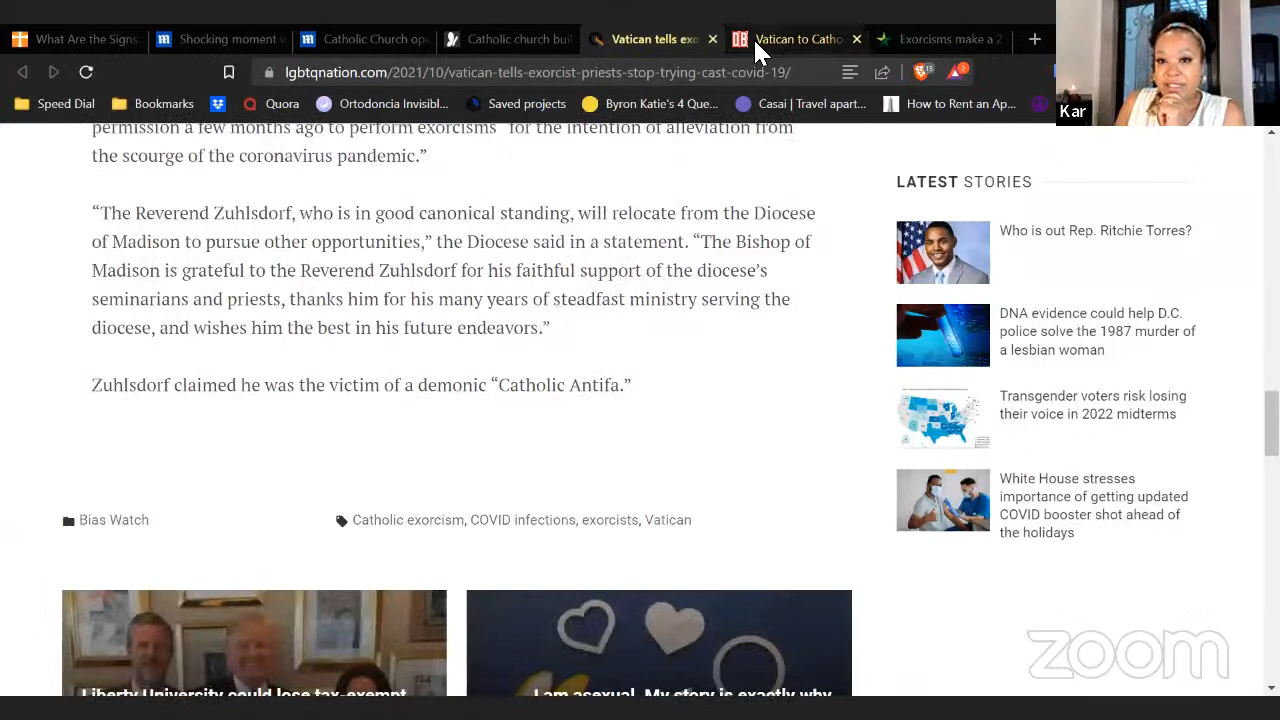 What Are the Signs
Shocking moment
Catholic Church op
Catholic church bui
Vatican tells exo
Vatican to Catho
Exorcisms make a 2
lgbtqnation.com/2021/10/vatican-tells-exorcist-priests-stop-trying-cast-covid-19/
15
2
Speed Dial
Bookmarks
Quora
Ortodoncia Invisibl...
Saved projects
Byron Katie's 4 Que...
Casai | Travel apart...
How to Rent an Ap...
Kar
permission a few months ago to perform exorcisms “for the intention of alleviation from
the scourge of the coronavirus pandemic.”
“The Reverend Zuhlsdorf, who is in good canonical standing, will relocate from the Diocese
of Madison to pursue other opportunities,” the Diocese said in a statement. “The Bishop of
Madison is grateful to the Reverend Zuhlsdorf for his faithful support of the diocese’s
seminarians and priests, thanks him for his many years of steadfast ministry serving the
diocese, and wishes him the best in his future endeavors.”
Zuhlsdorf claimed he was the victim of a demonic “Catholic Antifa.”
Bias Watch
Catholic exorcism, COVID infections, exorcists, Vatican
Liberty University could lose tax-exempt
I am asexual. My story is exactly why
LATEST STORIES
Who is out Rep. Ritchie Torres?
DNA evidence could help D.C.
police solve the 1987 murder of
a lesbian woman
Transgender voters risk losing
their voice in 2022 midterms
White House stresses
importance of getting updated
COVID booster shot ahead of
the holidays
zoom